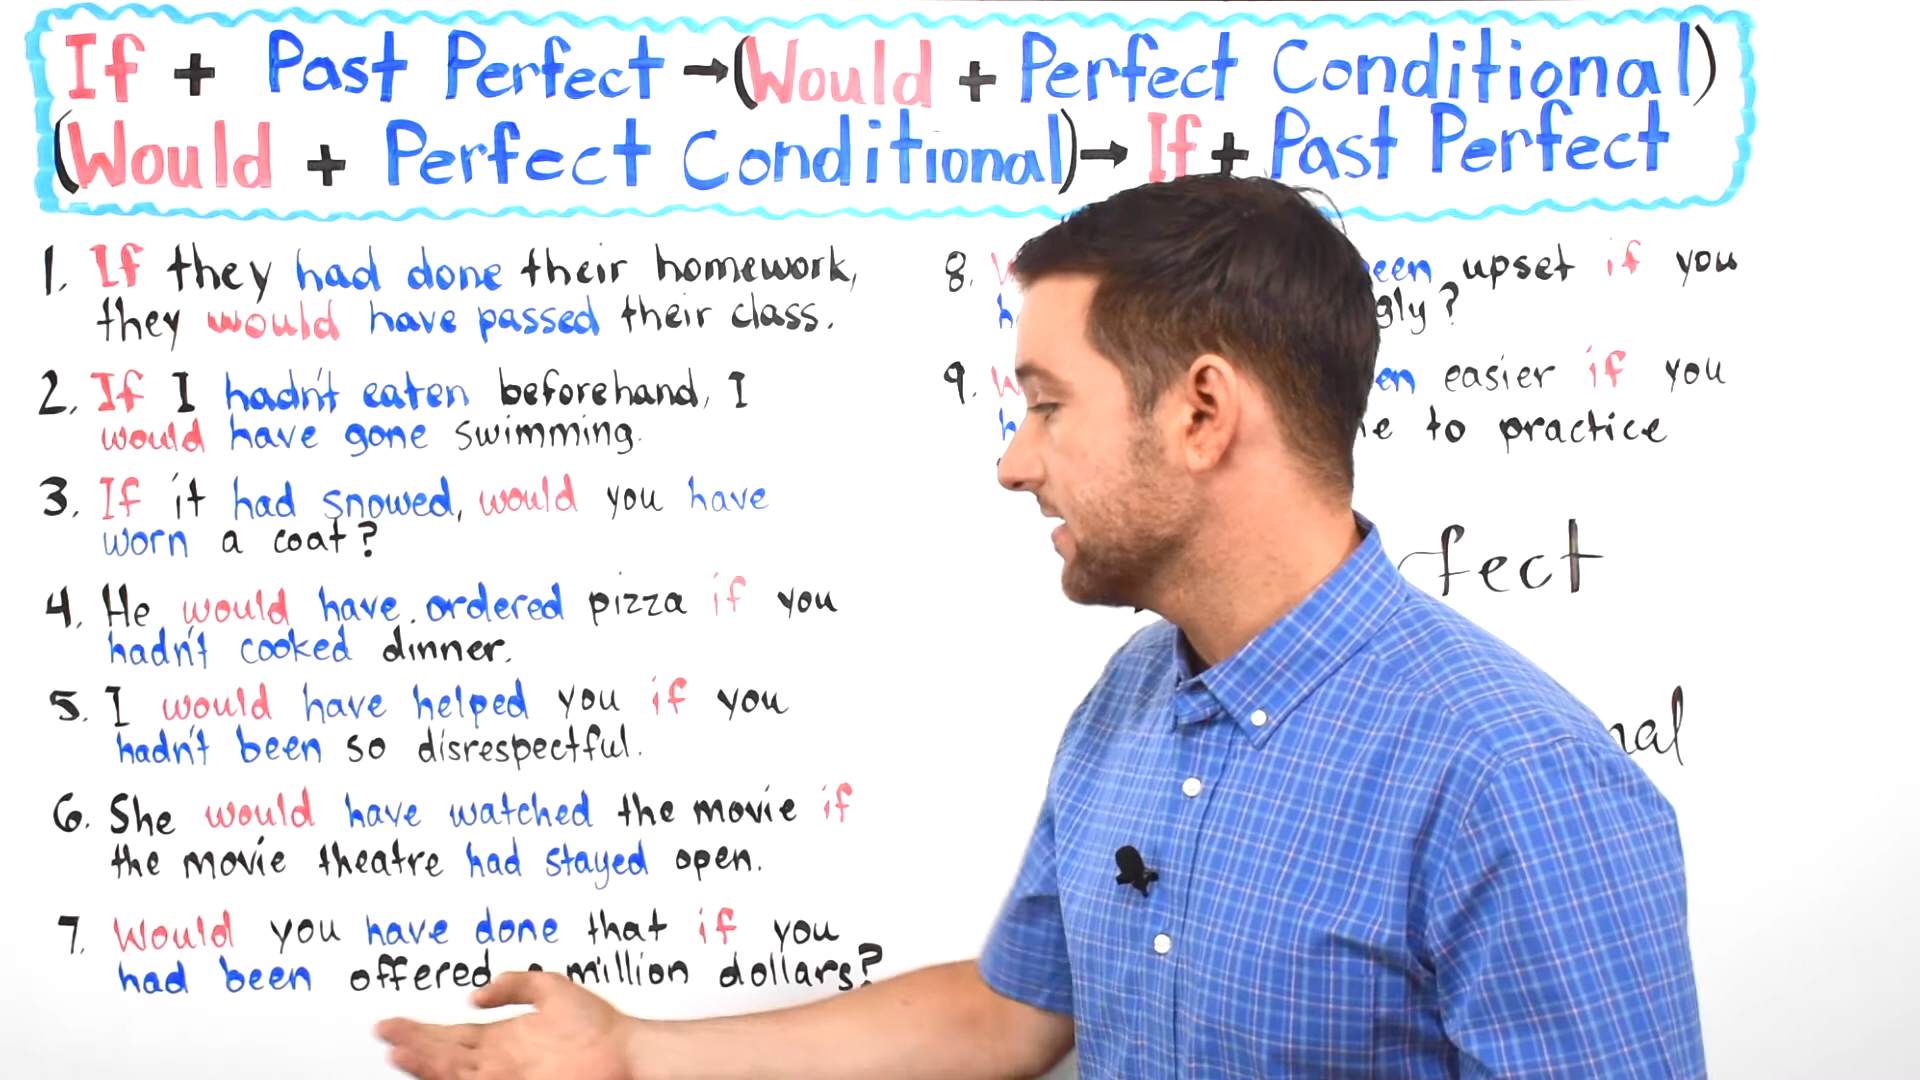 If + Past Perfect → (Would + Perfect Conditional)
(Would + Perfect Conditional) → If + Past Perfect
1. If they had done their homework,
they would have passed their class.
2. If I hadn't eaten beforehand, I
would have gone swimming.
3. If it had snowed, would you have
worn a coat?
4. He would have ordered pizza if you
hadn't cooked dinner.
5. I would have helped you if you
hadn't been so disrespectful.
6. She would have watched the movie if
the movie theatre had stayed open.
7. Would you have done that if you
had been offered million dollars?
8. upset if you
9. easier if you
to practice